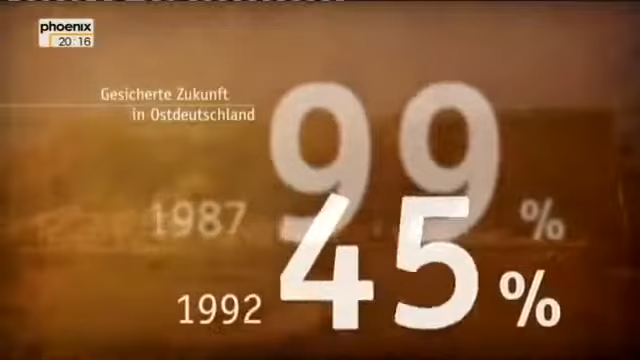 phoenix
20:16
Gesicherte Zukunft
in Ostdeutschland
1987 99 %
1992 45 %